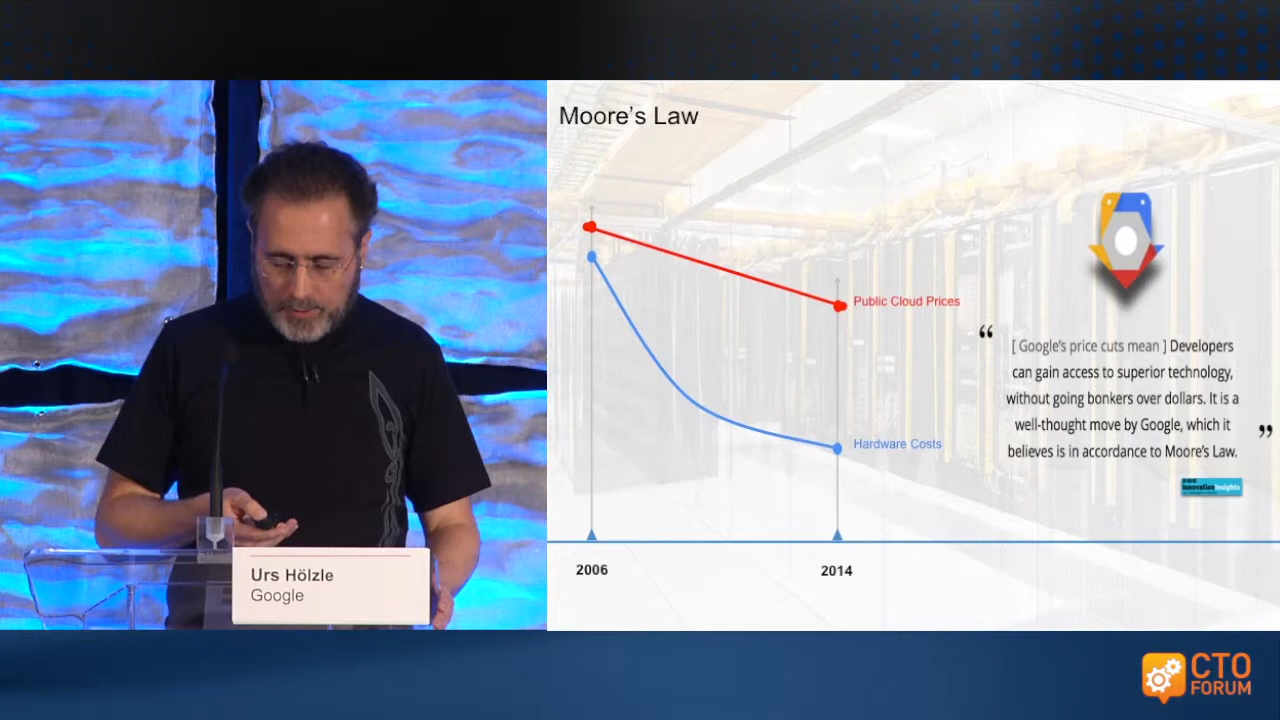 Moore's Law
Public Cloud Prices
“
[ Google's price cuts mean ] Developers
can gain access to superior technology,
without going bonkers over dollars. It is a
well-thought move by Google, which it
believes is in accordance to Moore's Law.
”
Hardware Costs
InnovationInsights
2006
2014
Urs Hölzle
Google
CTO
FORUM